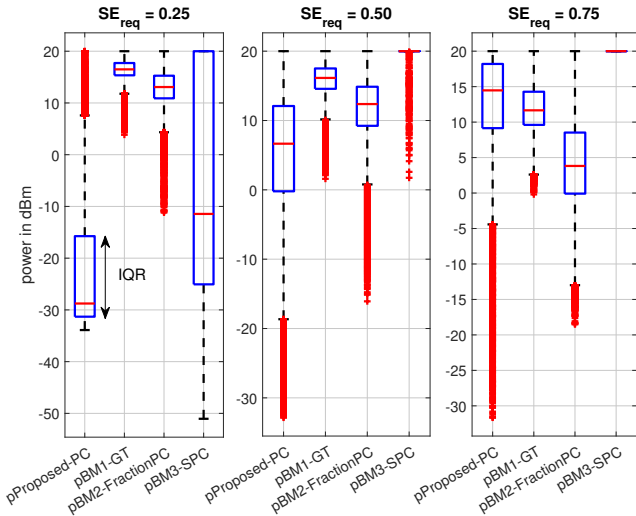 SE_req = 0.25
SE_req = 0.50
SE_req = 0.75
power in dBm
20
10
0
-10
-20
-30
-40
-50
IQR
20
10
0
-10
-20
-30
20
15
10
5
0
-5
-10
-15
-20
-25
-30
pProposed-PC
pBM1-GT
pBM2-FractionPC
pBM3-SPC
pProposed-PC
pBM1-GT
pBM2-FractionPC
pBM3-SPC
pProposed-PC
pBM1-GT
pBM2-FractionPC
pBM3-SPC